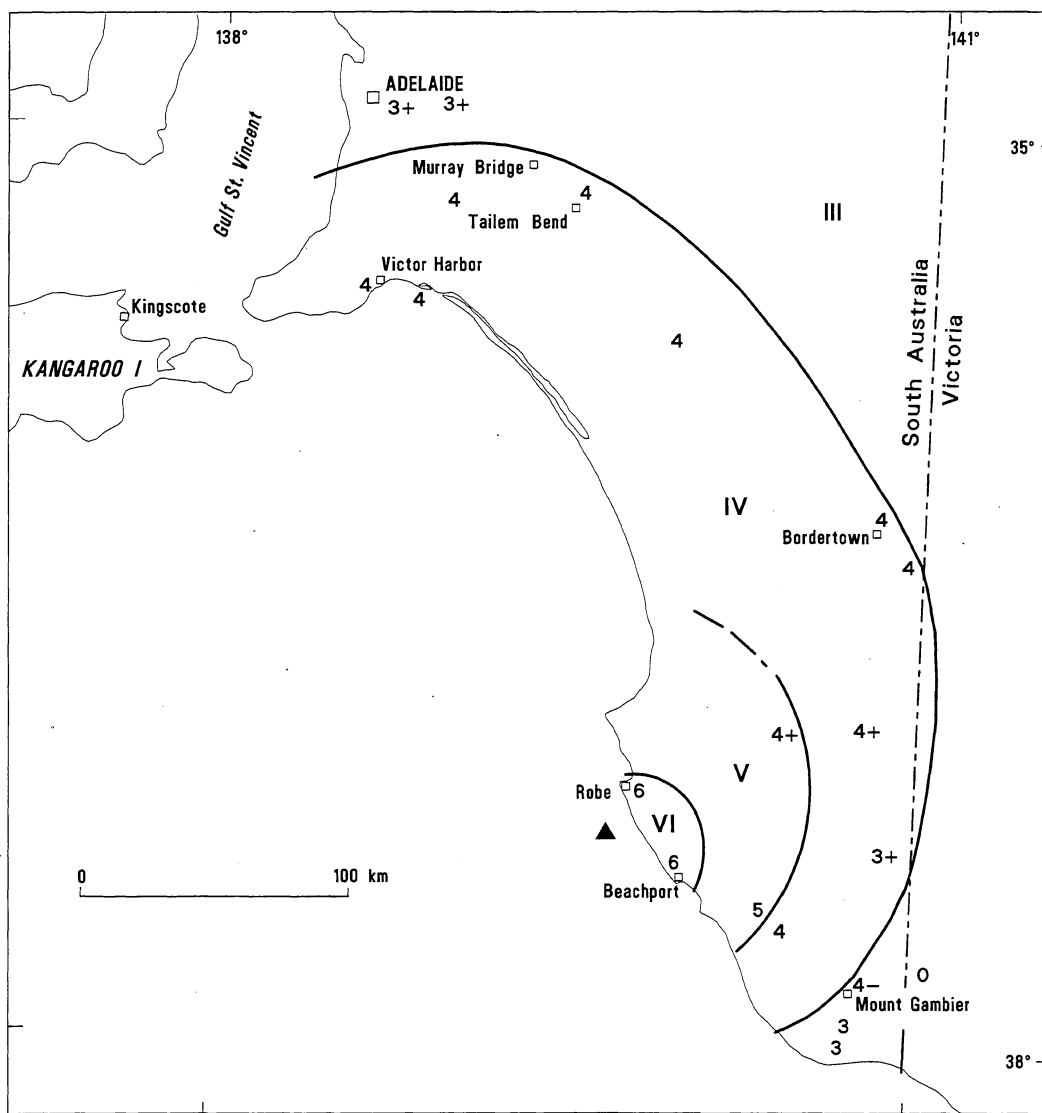 138°
141°
ADELAIDE
3+ 3+
35°
Gulf St. Vincent
Murray Bridge
4
4
Tailem Bend
III
Victor Harbor
4
4
Kingscote
KANGAROO I
4
South Australia
Victoria
IV
4
Bordertown
4
4+
4+
V
Robe
6
VI
3+
6
Beachport
0
100 km
5
4
0
4−
Mount Gambier
3
3
38°